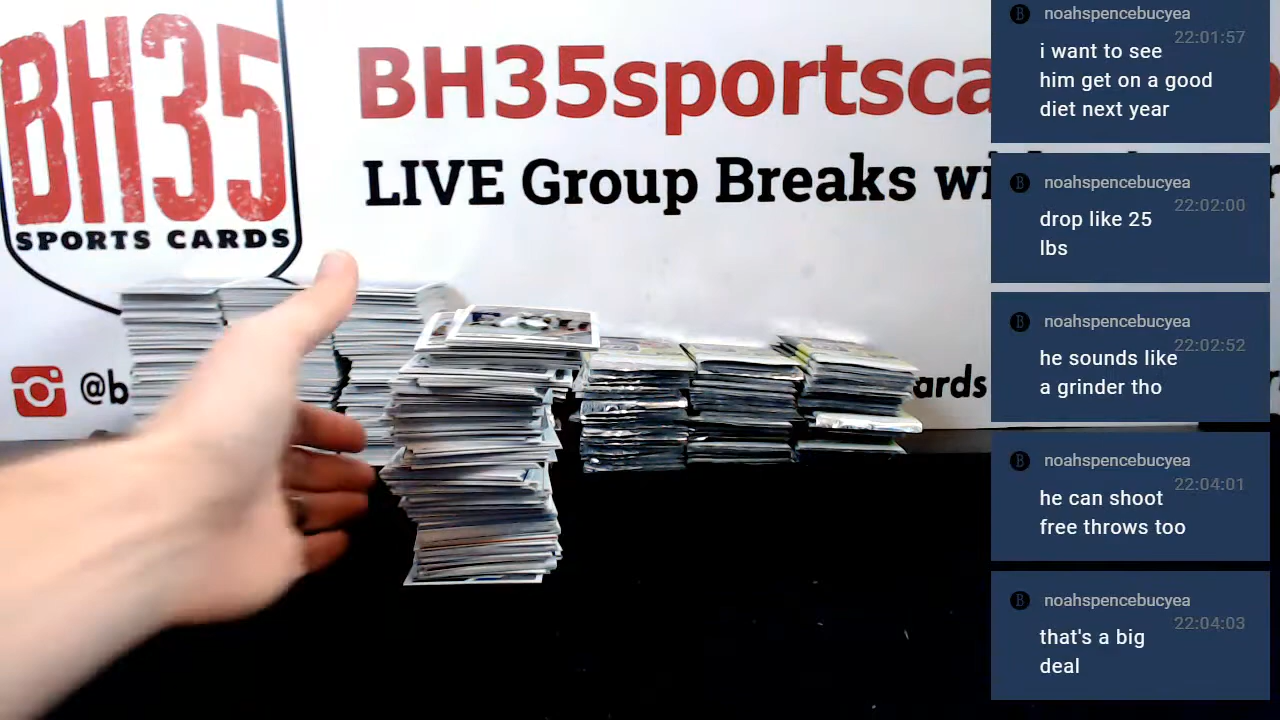 BH35
SPORTS CARDS
BH35sportsca
LIVE Group Breaks
@b
ards
noahspencebucyea
22:01:57
i want to see
him get on a good
diet next year
noahspencebucyea
22:02:00
drop like 25
lbs
noahspencebucyea
22:02:52
he sounds like
a grinder tho
noahspencebucyea
22:04:01
he can shoot
free throws too
noahspencebucyea
22:04:03
that's a big
deal